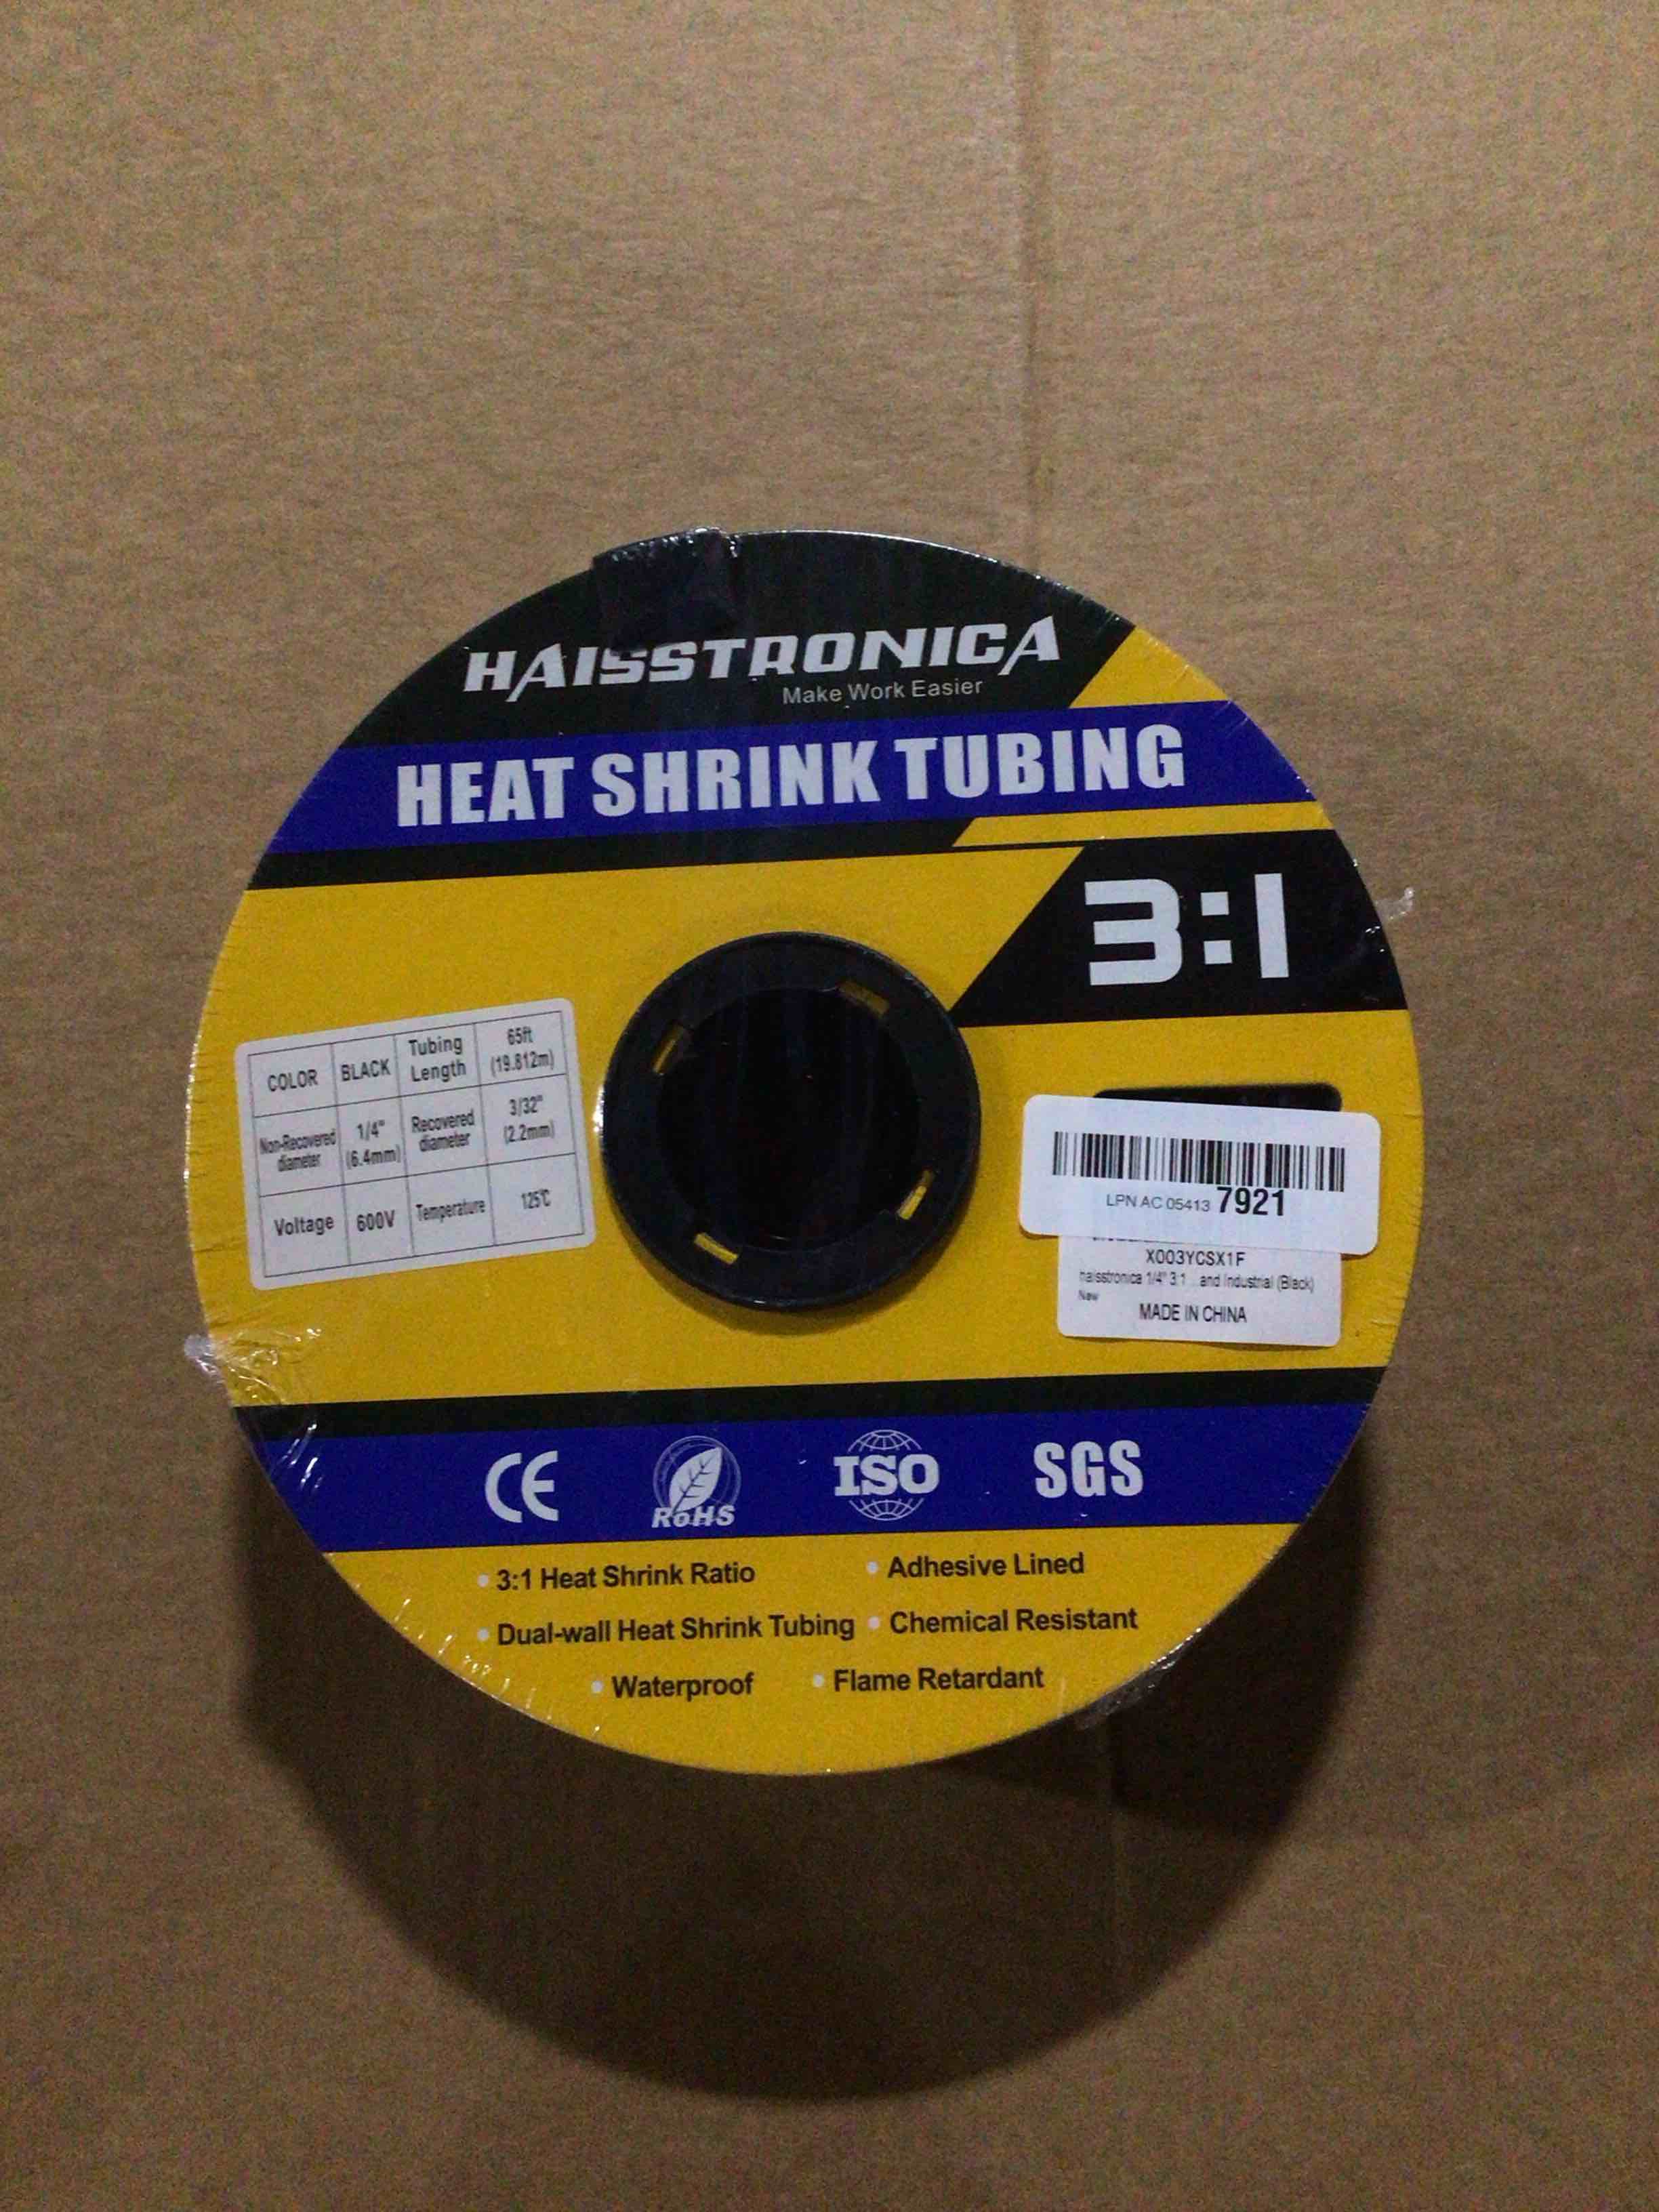 HAISSTRONICA
Make Work Easier
HEAT SHRINK TUBING
3:1
COLOR BLACK Tubing Length 65ft (19.812m)
Non-Recovered diameter 1/4" (6.4mm) Recovered diameter 3/32" (2.2mm)
Voltage 600V Temperature 125℃
LPN AC 05413 7921
X003YCSX1F
haisstronica 1/4" 3:1 ... and Industrial (Black)
New
MADE IN CHINA
CE RoHS ISO SGS
• 3:1 Heat Shrink Ratio • Adhesive Lined
• Dual-wall Heat Shrink Tubing • Chemical Resistant
• Waterproof • Flame Retardant